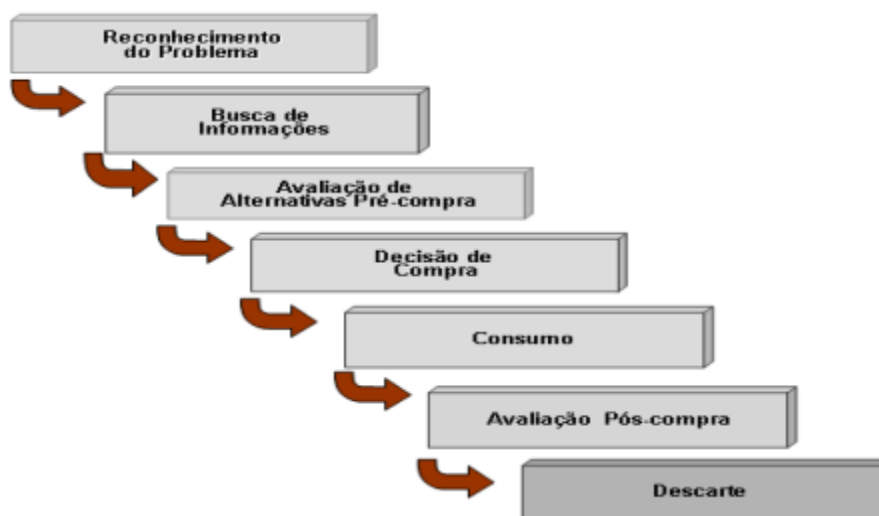 Reconhecimento
do Problema
Busca de
Informações
Avaliação de
Alternativas Pré-compra
Decisão de
Compra
Consumo
Avaliação Pós-compra
Descarte